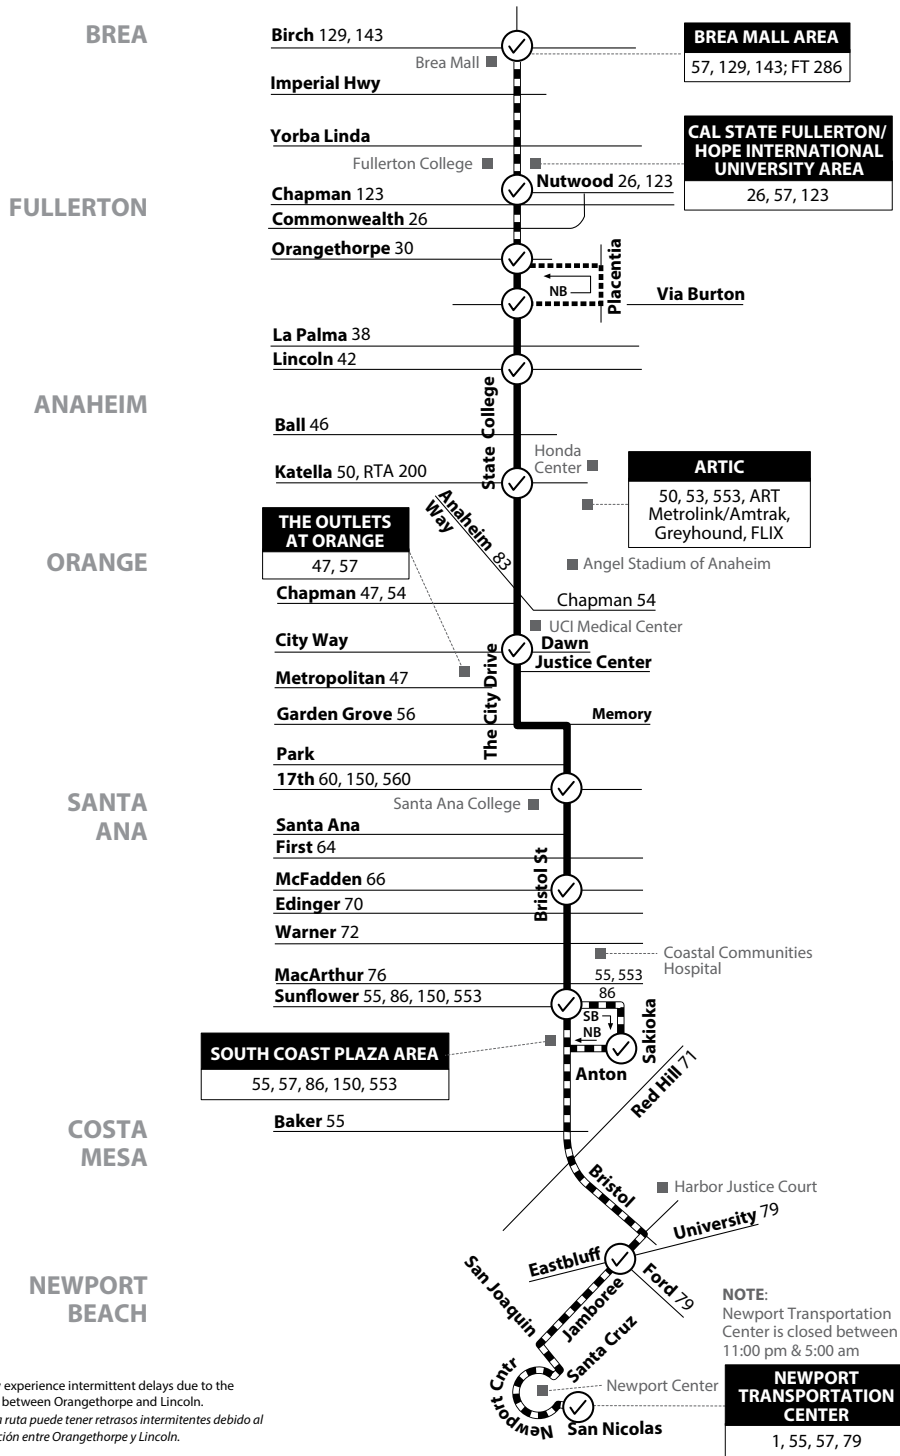 BREA
Birch 129, 143
Brea Mall
BREA MALL AREA
57, 129, 143; FT 286
Imperial Hwy
Yorba Linda
Fullerton College
CAL STATE FULLERTON/
HOPE INTERNATIONAL
UNIVERSITY AREA
26, 57, 123
Nutwood 26, 123
FULLERTON
Chapman 123
Commonwealth 26
Orangethorpe 30
NB
Placentia
Via Burton
La Palma 38
Lincoln 42
ANAHEIM
State College
Ball 46
Honda
Center
Katella 50, RTA 200
ARTIC
50, 53, 553, ART
Metrolink/Amtrak,
Greyhound, FLIX
Anaheim 83
Way
THE OUTLETS
AT ORANGE
47, 57
ORANGE
Angel Stadium of Anaheim
Chapman 47, 54
Chapman 54
UCI Medical Center
City Way
Dawn
Justice Center
Metropolitan 47
The City Drive
Garden Grove 56
Memory
Park
17th 60, 150, 560
SANTA
ANA
Santa Ana College
Santa Ana
First 64
Bristol St
McFadden 66
Edinger 70
Warner 72
Coastal Communities
Hospital
MacArthur 76
55, 553
Sunflower 55, 86, 150, 553
86
SB
NB
Sakioka
Anton
SOUTH COAST PLAZA AREA
55, 57, 86, 150, 553
Red Hill 71
COSTA
MESA
Baker 55
Bristol
Harbor Justice Court
University 79
Eastbluff
Ford 79
San Joaquin
Jamboree
NEWPORT
BEACH
NOTE:
Newport Transportation
Center is closed between
11:00 pm & 5:00 am
Santa Cruz
Newport Cntr
Newport Center
San Nicolas
NEWPORT
TRANSPORTATION
CENTER
1, 55, 57, 79
experience intermittent delays due to the
between Orangethorpe and Lincoln.
ruta puede tener retrasos intermitentes debido al
ción entre Orangethorpe y Lincoln.